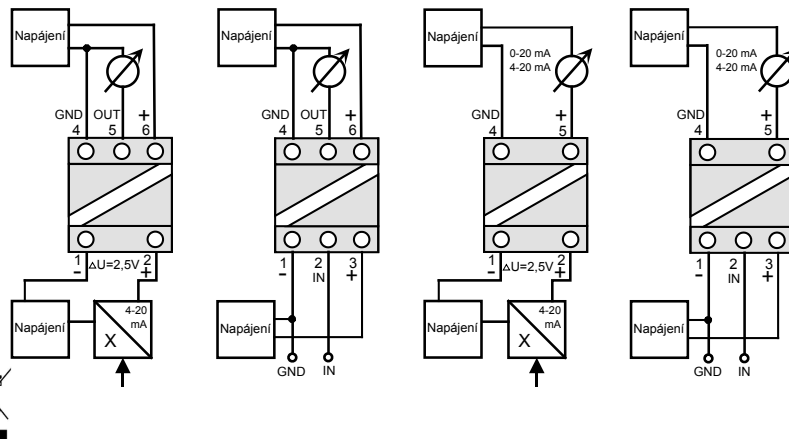 Napájení
GND OUT +
4 5 6
1 ΔU=2,5V 2
- +
Napájení
4-20
mA
X
Napájení
GND OUT +
4 5 6
1 2 3
- IN +
Napájení
GND IN
Napájení
0-20 mA
4-20 mA
GND +
4 5
1 ΔU=2,5V 2
- +
Napájení
4-20
mA
X
Napájení
0-20 mA
4-20 mA
GND +
4 5
1 2 3
- IN +
Napájení
GND IN